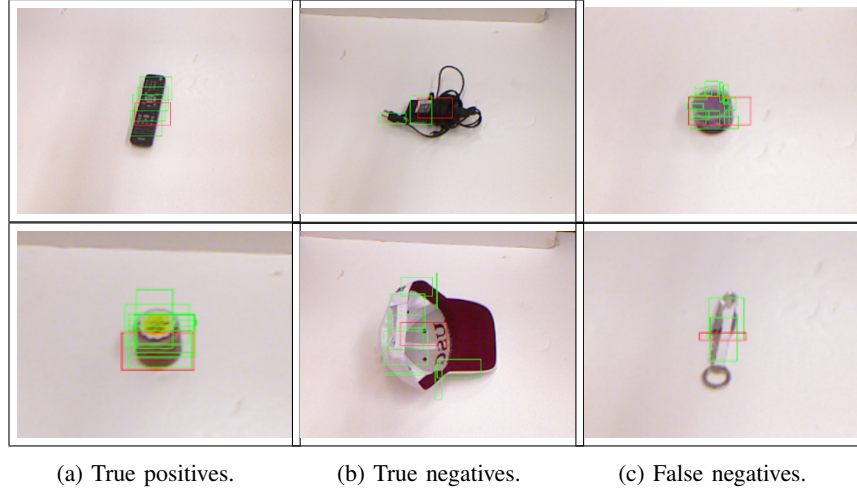 (a) True positives.
(b) True negatives.
(c) False negatives.